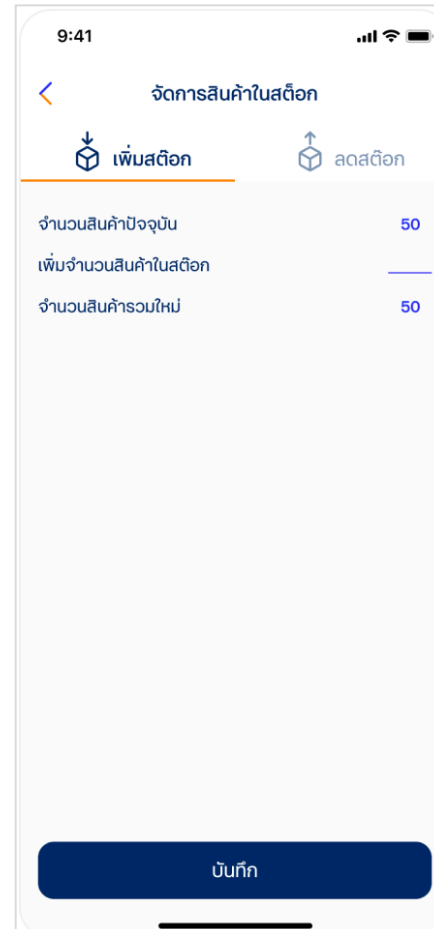 9:41
จัดการสินค้าในสต็อก
เพิ่มสต๊อก ลดสต๊อก
จำนวนสินค้าปัจจุบัน 50
เพิ่มจำนวนสินค้าในสต๊อก
จำนวนสินค้ารวมใหม่ 50
บันทึก